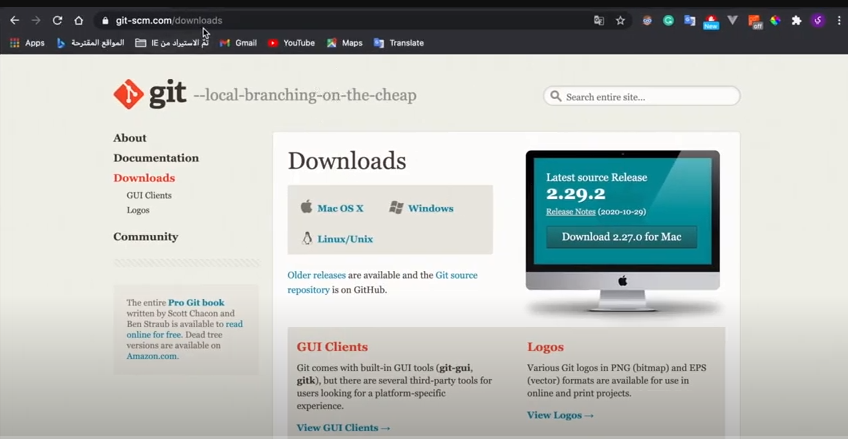 git-scm.com/downloads
New
off
Apps
المواقع المقترحة
تم الاستيراد من IE
Gmail
YouTube
Maps
Translate
git --local-branching-on-the-cheap
Search entire site...
About
Documentation
Downloads
GUI Clients
Logos
Community
The entire Pro Git book
written by Scott Chacon and
Ben Straub is available to read
online for free. Dead tree
versions are available on
Amazon.com.
Downloads
Mac OS X
Windows
Linux/Unix
Older releases are available and the Git source
repository is on GitHub.
Latest source Release
2.29.2
Release Notes (2020-10-29)
Download 2.27.0 for Mac
GUI Clients
Git comes with built-in GUI tools (git-gui,
gitk), but there are several third-party tools for
users looking for a platform-specific
experience.
View GUI Clients →
Logos
Various Git logos in PNG (bitmap) and EPS
(vector) formats are available for use in
online and print projects.
View Logos →